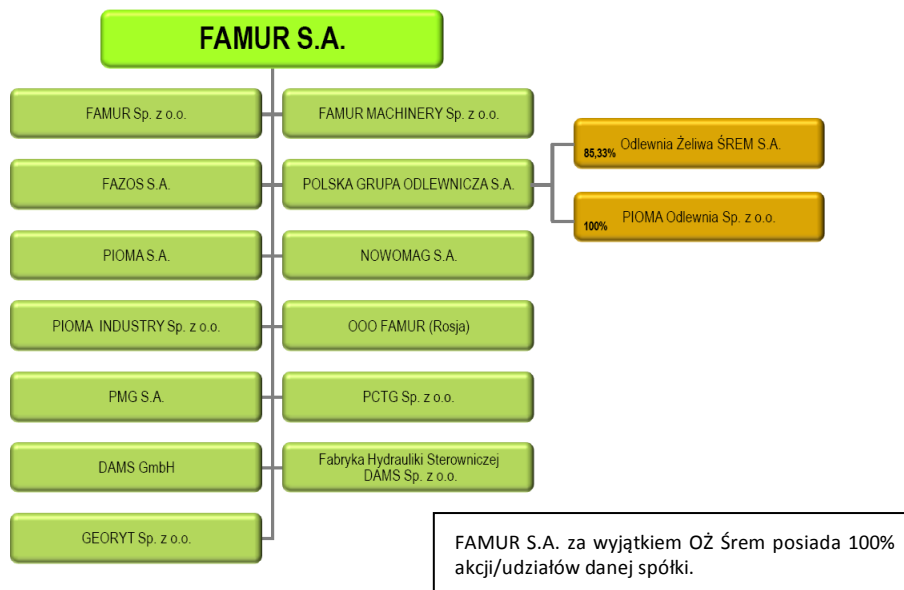 FAMUR S.A.
FAMUR Sp. z o.o.
FAMUR MACHINERY Sp. z o.o.
85,33% Odlewnia Żeliwa ŚREM S.A.
FAZOS S.A.
POLSKA GRUPA ODLEWNICZA S.A.
100% PIOMA Odlewnia Sp. z o.o.
PIOMA S.A.
NOWOMAG S.A.
PIOMA INDUSTRY Sp. z o.o.
OOO FAMUR (Rosja)
PMG S.A.
PCTG Sp. z o.o.
DAMS GmbH
Fabryka Hydrauliki Sterowniczej
DAMS Sp. z o.o.
GEORYT Sp. z o.o.
FAMUR S.A. za wyjątkiem OŻ Śrem posiada 100%
akcji/udziałów danej spółki.